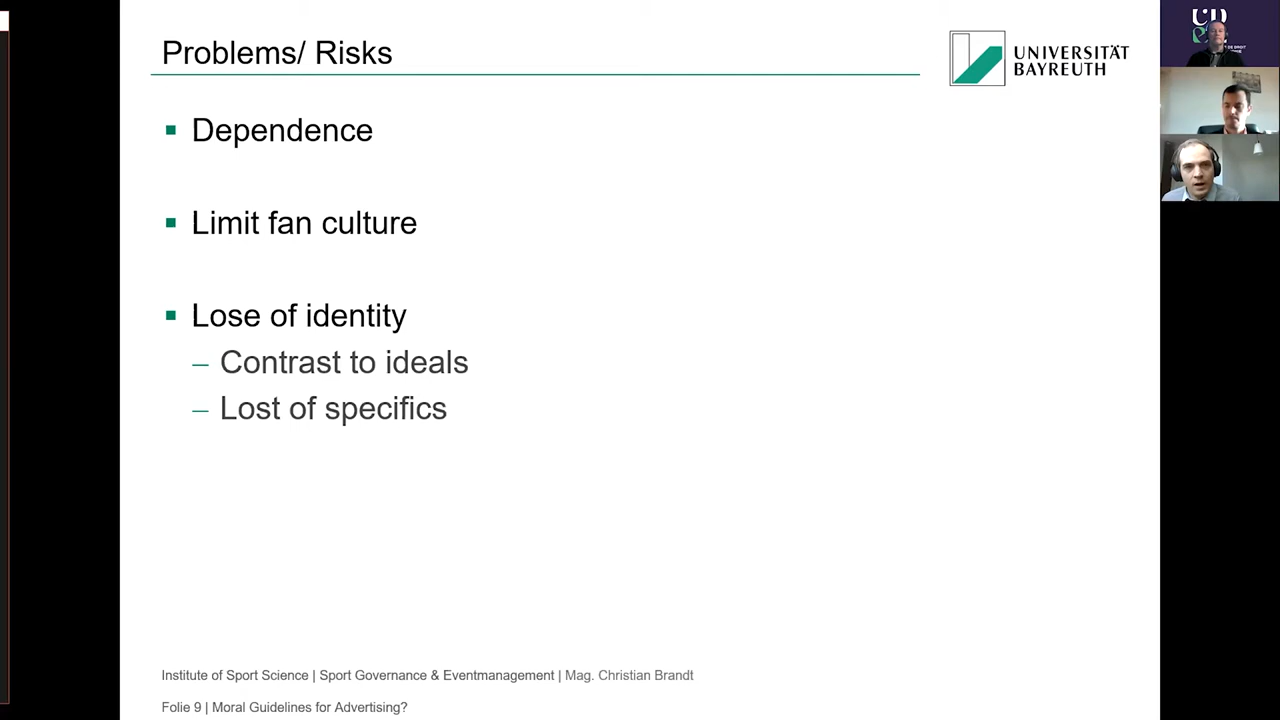 Problems/ Risks
UNIVERSITÄT
BAYREUTH
▪ Dependence
▪ Limit fan culture
▪ Lose of identity
– Contrast to ideals
– Lost of specifics
Institute of Sport Science | Sport Governance & Eventmanagement | Mag. Christian Brandt
Folie 9 | Moral Guidelines for Advertising?